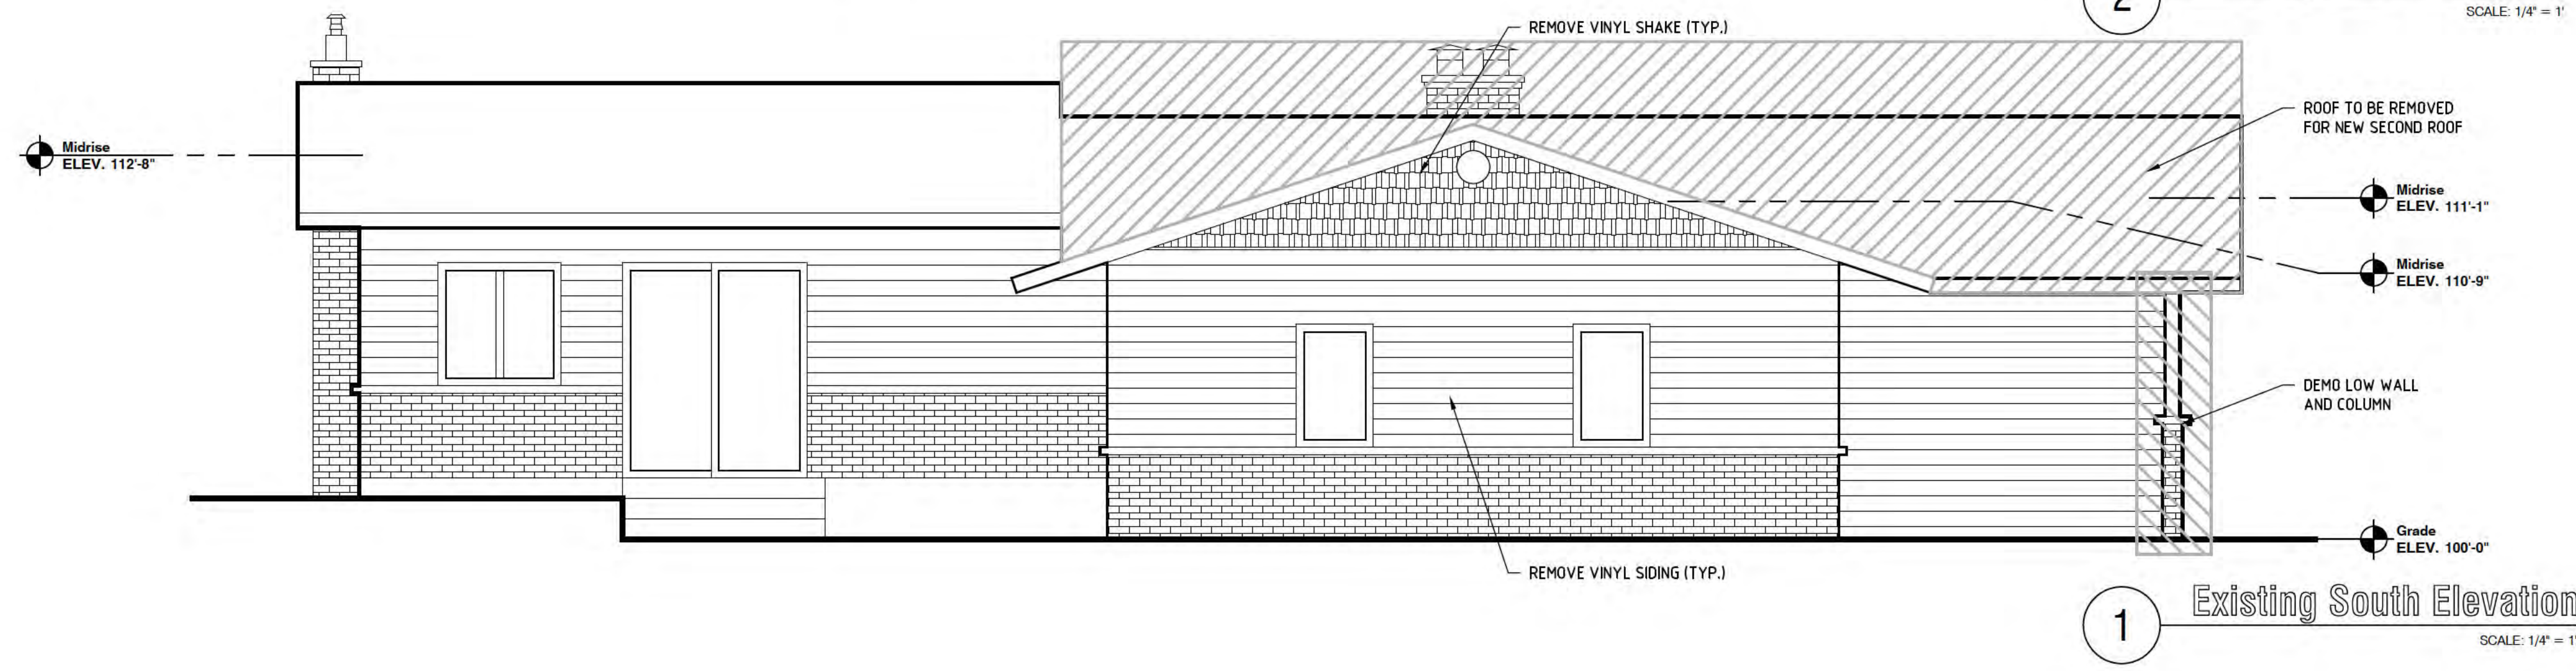 2
SCALE: 1/4" = 1'
REMOVE VINYL SHAKE (TYP.)
ROOF TO BE REMOVED
FOR NEW SECOND ROOF
Midrise
ELEV. 112'-8"
Midrise
ELEV. 111'-1"
Midrise
ELEV. 110'-9"
DEMO LOW WALL
AND COLUMN
Grade
ELEV. 100'-0"
REMOVE VINYL SIDING (TYP.)
1
Existing South Elevation
SCALE: 1/4" = 1'